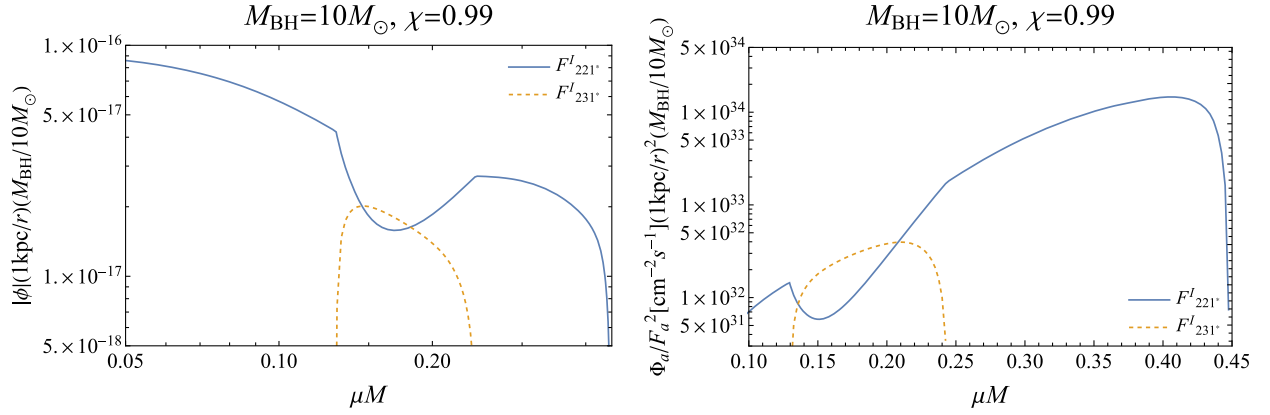 M_BH=10M_⊙, χ=0.99
|ϕ|(1kpc/r)(M_BH/10M_⊙)
1.×10^-16
5.×10^-17
1.×10^-17
5.×10^-18
F^I_221*
F^I_231*
0.05 0.10 0.20
μM
M_BH=10M_⊙, χ=0.99
Φ_a/F_a^2[cm^-2s^-1](1kpc/r)^2(M_BH/10M_⊙)
5×10^34
1×10^34
5×10^33
1×10^33
5×10^32
1×10^32
5×10^31
F^I_221*
F^I_231*
0.10 0.15 0.20 0.25 0.30 0.35 0.40 0.45
μM